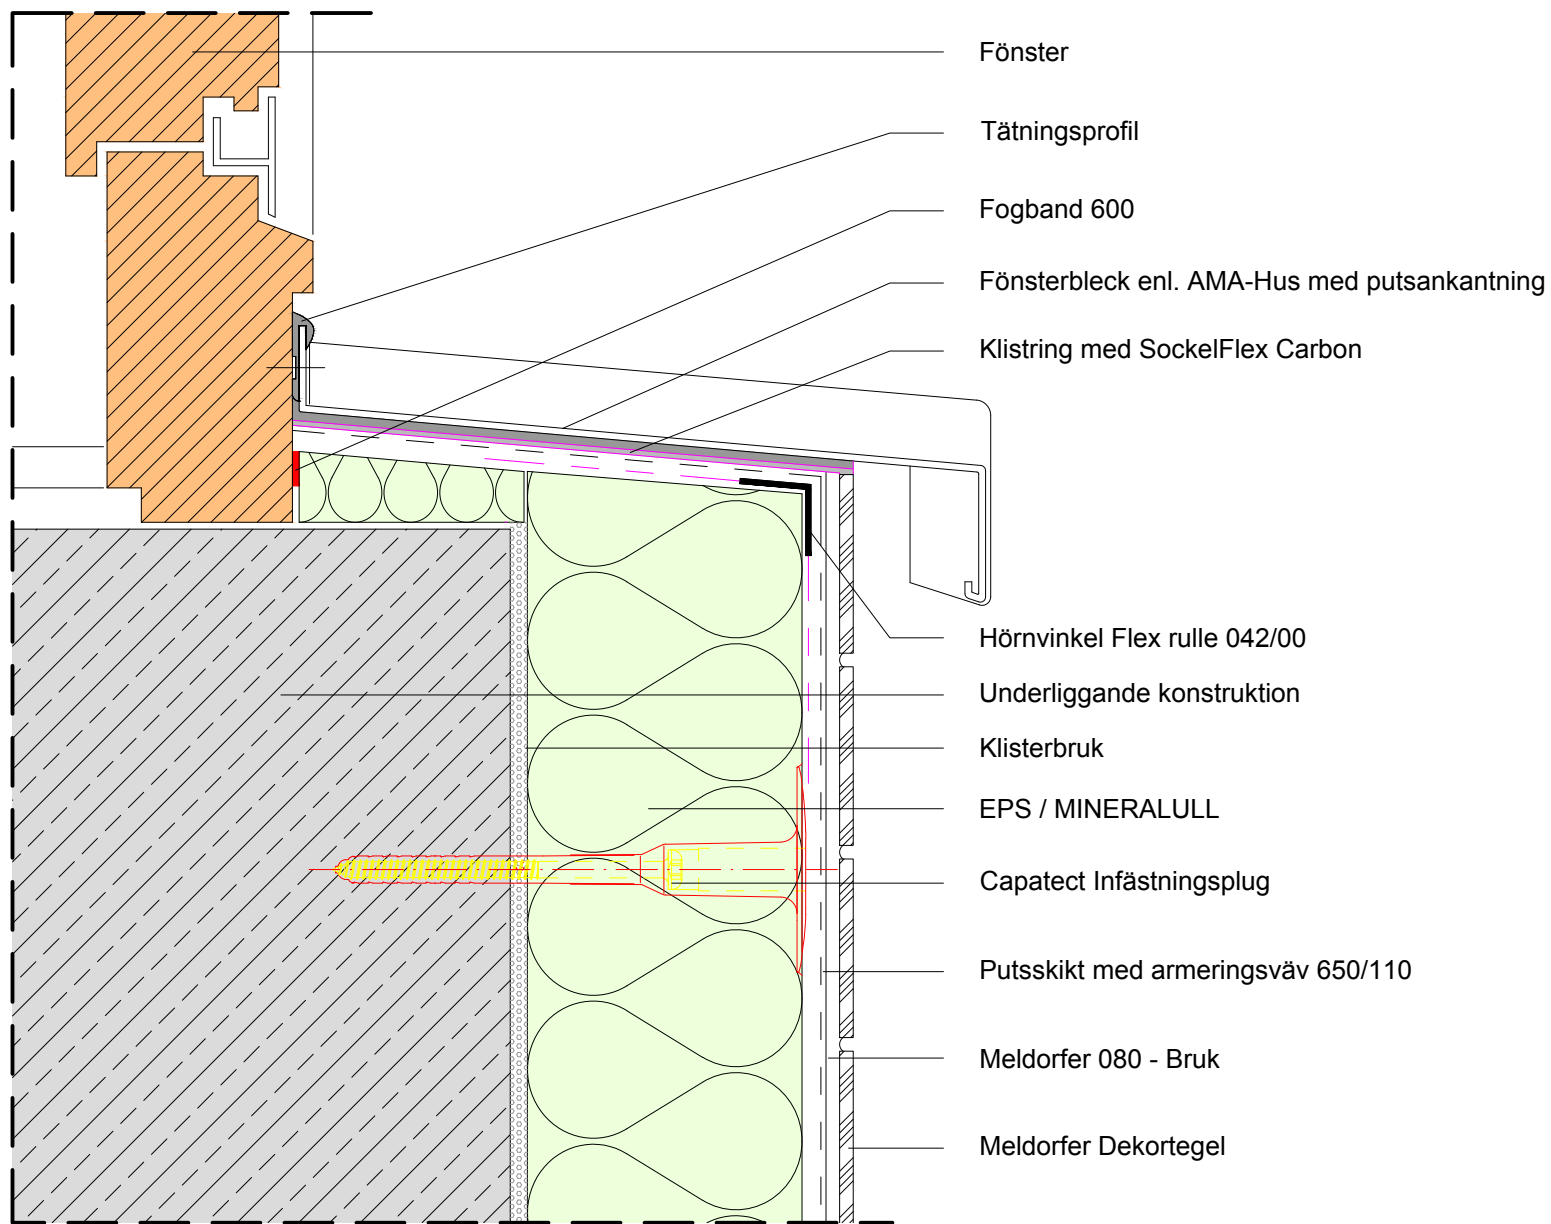 Fönster
Tätningsprofil
Fogband 600
Fönsterbleck enl. AMA-Hus med putsankantning
Klistring med SockelFlex Carbon
Hörnvinkel Flex rulle 042/00
Underliggande konstruktion
Klisterbruk
EPS / MINERALULL
Capatect Infästningsplug
Putsskikt med armeringsväv 650/110
Meldorfer 080 - Bruk
Meldorfer Dekortegel